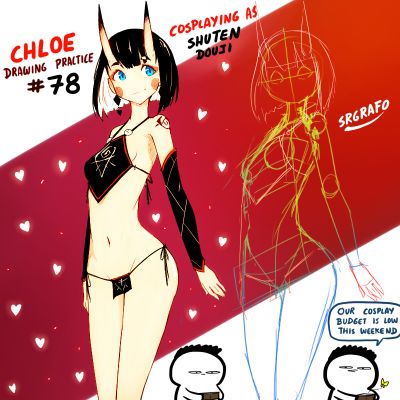 CHLOE
DRAWING PRACTICE
#78
COSPLAYING AS
SHUTEN
DOUJI
SRGRAFO
OUR COSPLAY
BUDGET IS LOW
THIS WEEKEND